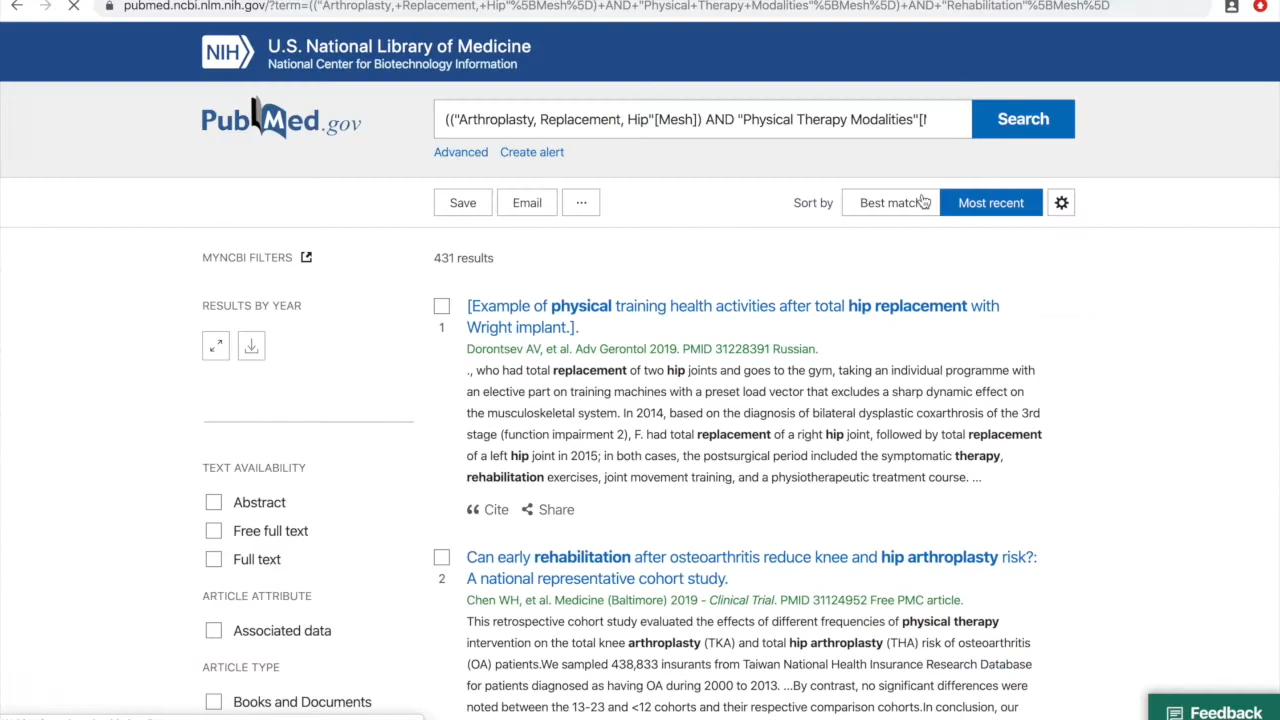 pubmed.ncbi.nlm.nih.gov/?term=(("Arthroplasty,+Replacement,+Hip"%5BMesh%5D)+AND+"Physical+Therapy+Modalities"%5BMesh%5D)+AND+"Rehabilitation"%5BMesh%5D
NIH U.S. National Library of Medicine
National Center for Biotechnology Information
PubMed.gov
(("Arthroplasty, Replacement, Hip"[Mesh]) AND "Physical Therapy Modalities"[M
Search
Advanced Create alert
Save Email ... Sort by Best match Most recent
MYNCBI FILTERS
431 results
RESULTS BY YEAR
1
[Example of physical training health activities after total hip replacement with
Wright implant.].
Dorontsev AV, et al. Adv Gerontol 2019. PMID 31228391 Russian.
., who had total replacement of two hip joints and goes to the gym, taking an individual programme with
an elective part on training machines with a preset load vector that excludes a sharp dynamic effect on
the musculoskeletal system. In 2014, based on the diagnosis of bilateral dysplastic coxarthrosis of the 3rd
stage (function impairment 2), F. had total replacement of a right hip joint, followed by total replacement
of a left hip joint in 2015; in both cases, the postsurgical period included the symptomatic therapy,
rehabilitation exercises, joint movement training, and a physiotherapeutic treatment course. ...
Cite Share
TEXT AVAILABILITY
Abstract
Free full text
Full text
ARTICLE ATTRIBUTE
Associated data
ARTICLE TYPE
Books and Documents
2
Can early rehabilitation after osteoarthritis reduce knee and hip arthroplasty risk?:
A national representative cohort study.
Chen WH, et al. Medicine (Baltimore) 2019 - Clinical Trial. PMID 31124952 Free PMC article.
This retrospective cohort study evaluated the effects of different frequencies of physical therapy
intervention on the total knee arthroplasty (TKA) and total hip arthroplasty (THA) risk of osteoarthritis
(OA) patients.We sampled 438,833 insurants from Taiwan National Health Insurance Research Database
for patients diagnosed as having OA during 2000 to 2013. ...By contrast, no significant differences were
noted between the 13-23 and <12 cohorts and their respective comparison cohorts.In conclusion, our
Feedback